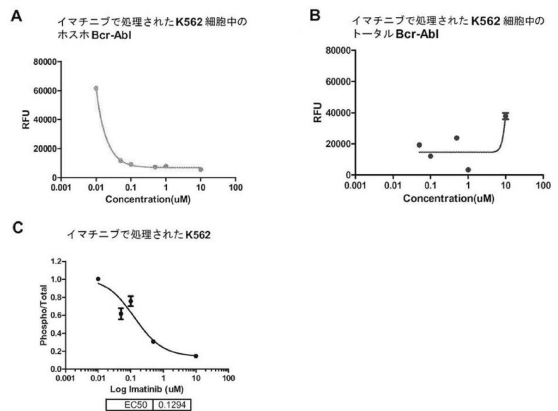 A
イマチニブで処理された K562 細胞中の
ホスホ Bcr-Abl
80000
60000
40000
20000
0
RFU
0.001 0.01 0.1 1 10 100
Concentration(uM)
B
イマチニブで処理された K562 細胞中の
トータル Bcr-Abl
80000
60000
40000
20000
0
RFU
0.001 0.01 0.1 1 10 100
Concentration(uM)
C
イマチニブで処理された K562
1.2
1.0
0.8
0.6
0.4
0.2
0.0
Phospho/Total
0.001 0.01 0.1 1 10 100
Log Imatinib (uM)
EC50 0.1294